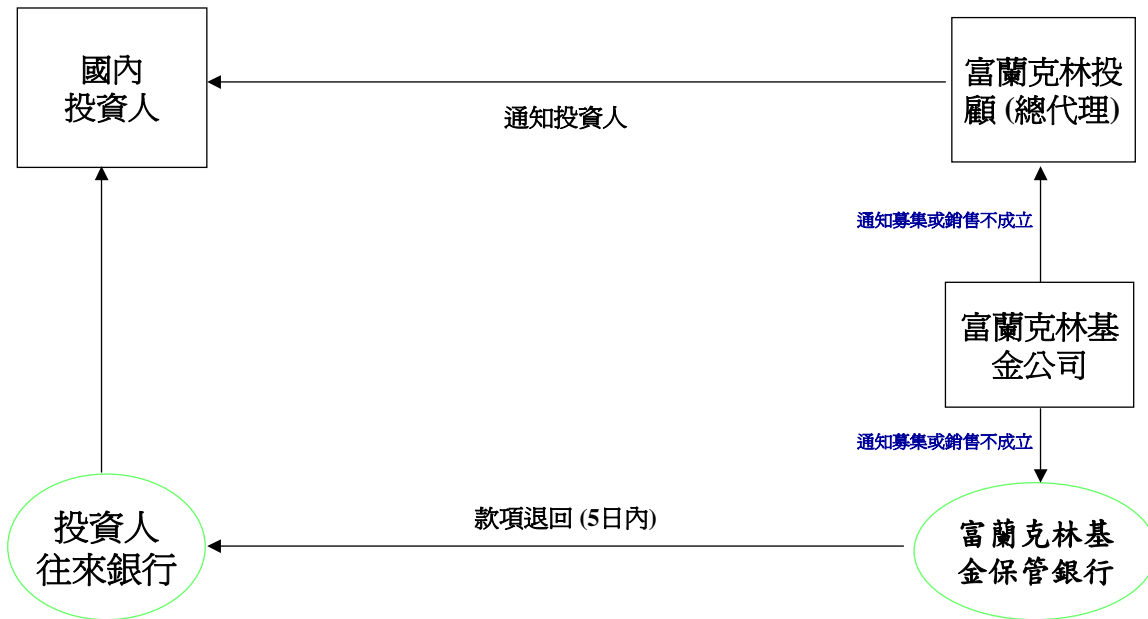 國內
投資人
富蘭克林投
顧 (總代理)
通知投資人
通知募集或銷售不成立
富蘭克林基
金公司
通知募集或銷售不成立
款項退回 (5日內)
投資人
往來銀行
富蘭克林基
金保管銀行